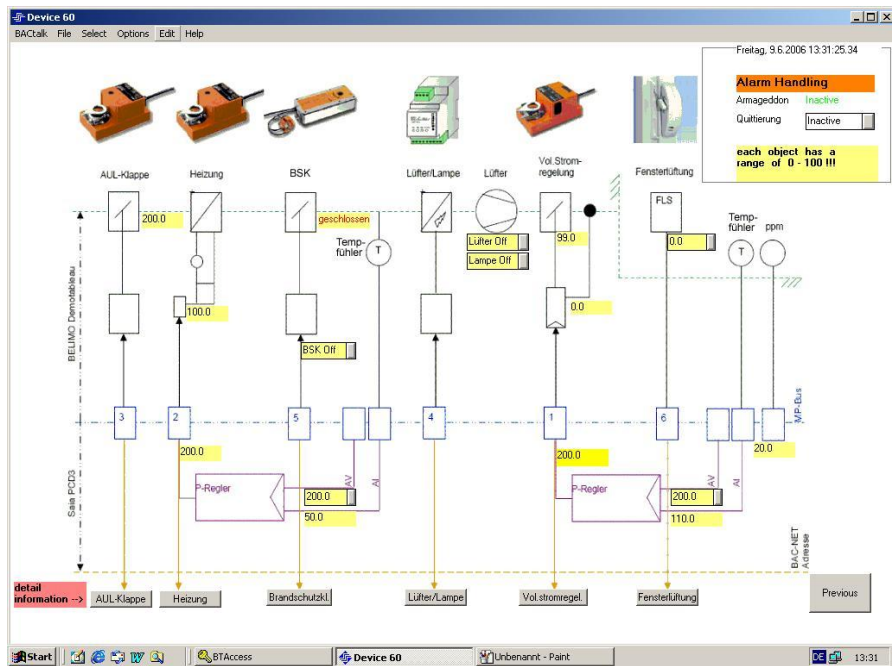 Device 60
BACtalk File Select Options Edit Help
Freitag, 9.6.2006 13:31:25.34
Alarm Handling
Armageddon Inactive
Quittierung Inactive
each object has a
range of 0 - 100 !!!
AUL-Klappe
Heizung
BSK
Lüfter/Lampe
Lüfter
Vol.Strom-
regelung
Fensterlüftung
200.0
geschlossen
Temp-
fühler
T
Lüfter Off
Lampe Off
99.0
FLS
0.0
Temp-
fühler
ppm
T
100.0
0.0
BSK Off
BELIMO Demotableau
3
2
5
4
1
6
MP-Bus
200.0
200.0
20.0
Saia PCD3
P-Regler
AV
AI
200.0
50.0
P-Regler
AV
AI
200.0
110.0
BAC-NET
Adresse
detail
information -->
AUL-Klappe
Heizung
Brandschutzkl.
Lüfter/Lampe
Vol.stromregel.
Fensterlüftung
Previous
Start
BTAccess
Device 60
Unbenannt - Paint
DE
13:31